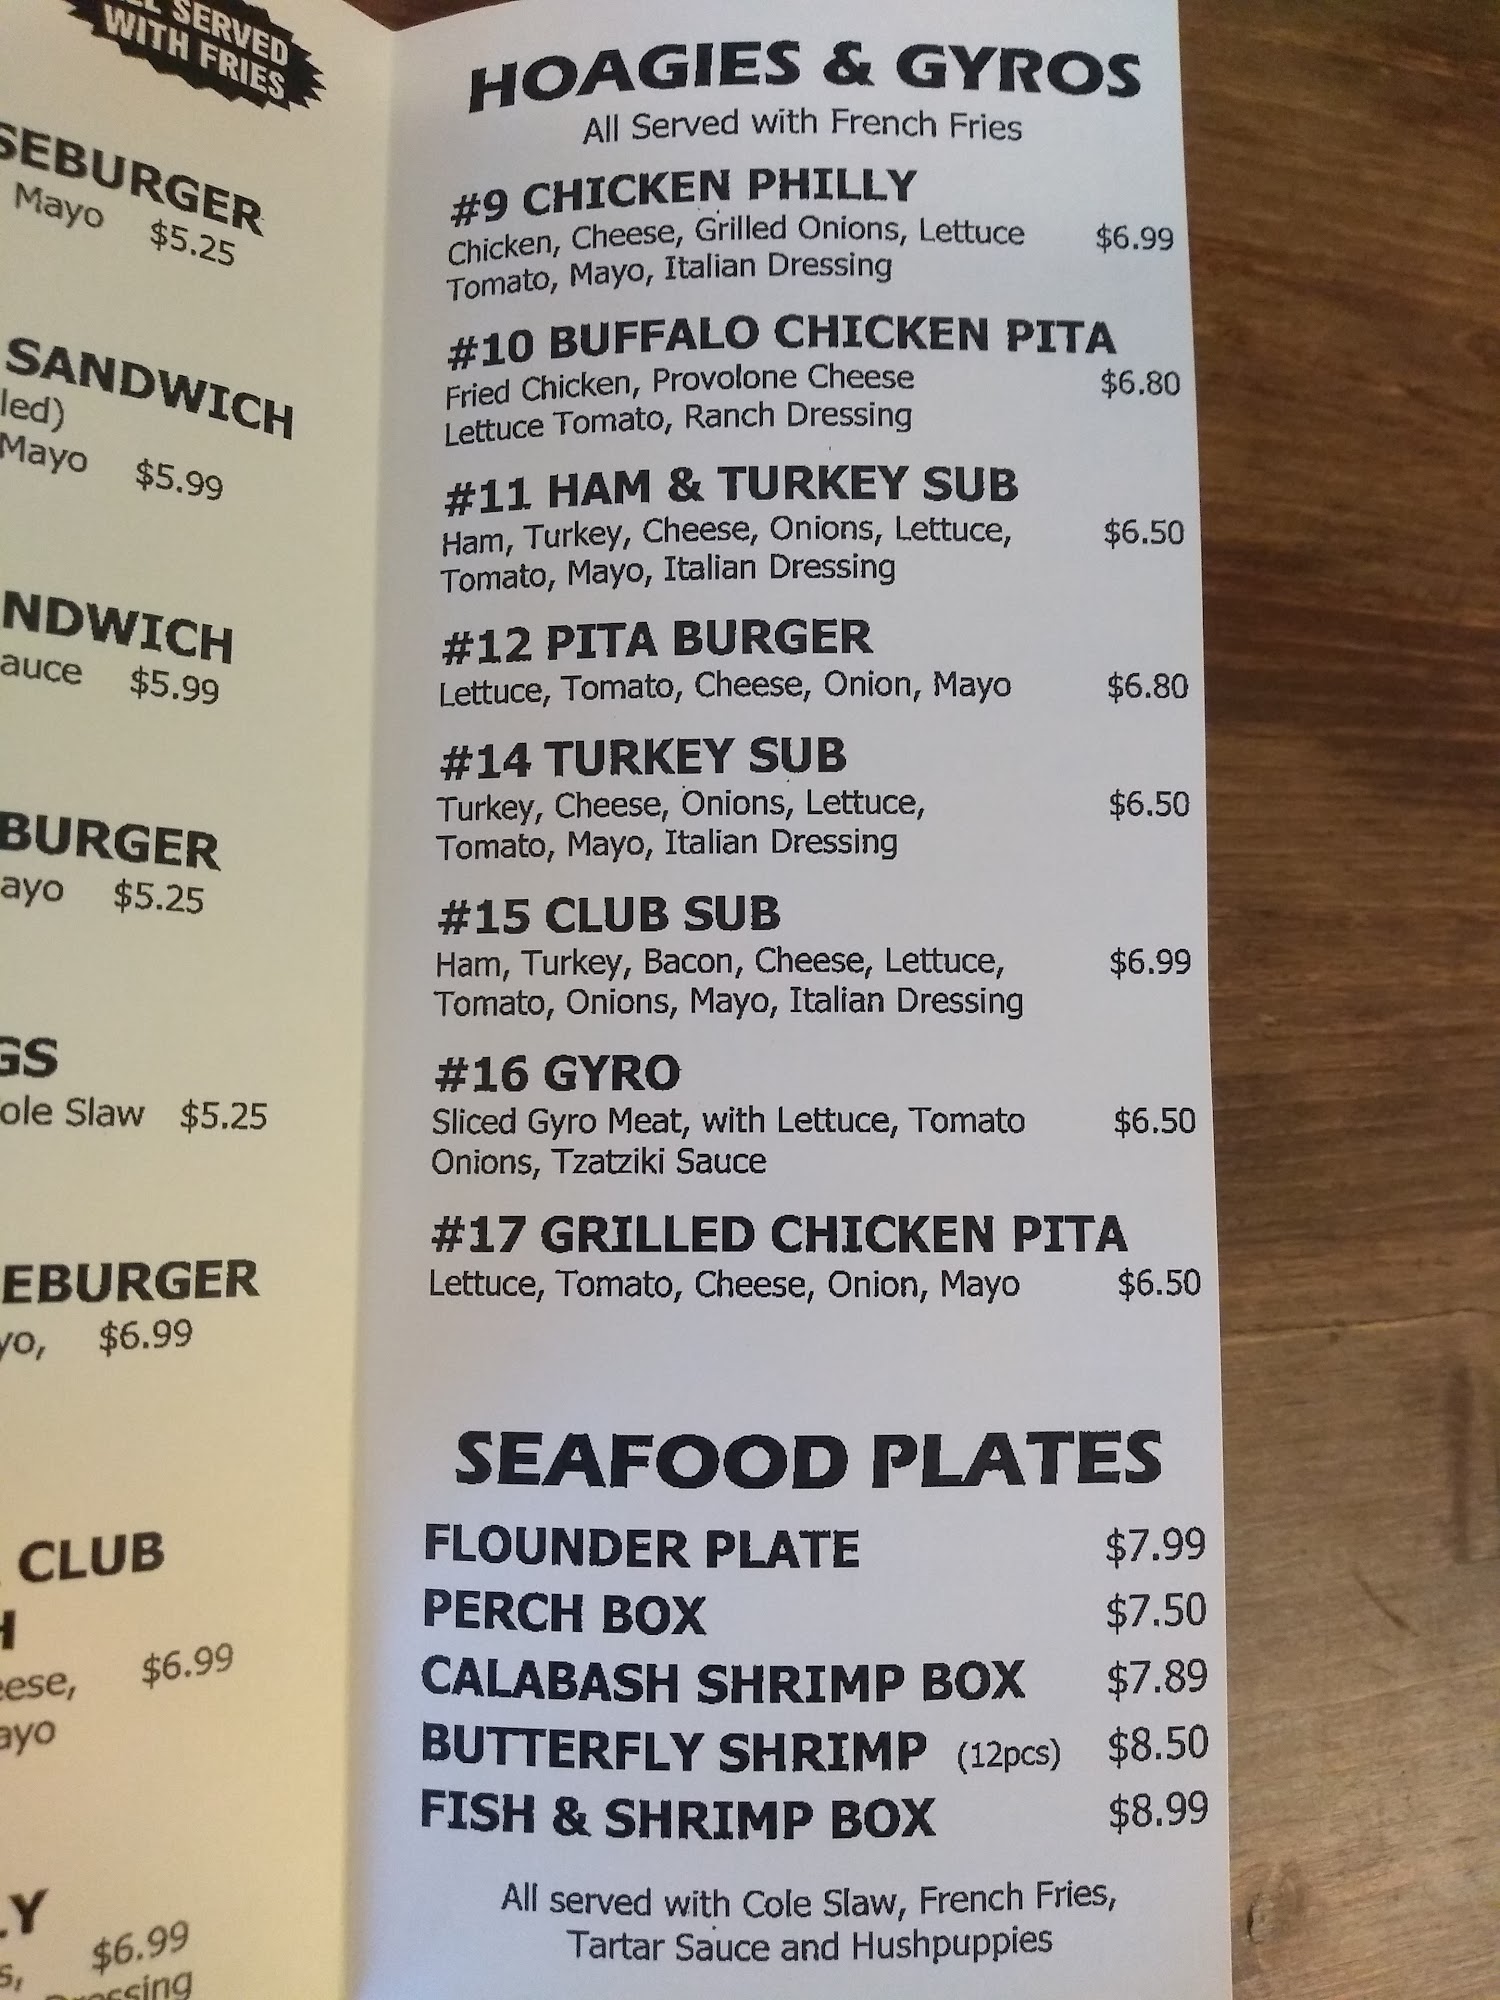 SERVED
WITH FRIES
SEBURGER
Mayo $5.25
SANDWICH
led)
Mayo $5.99
NDWICH
auce $5.99
BURGER
ayo $5.25
GS
ole Slaw $5.25
EBURGER
yo, $6.99
CLUB
H
eese, $6.99
ayo
LY
$6.99
s,
ressing
HOAGIES & GYROS
All Served with French Fries
#9 CHICKEN PHILLY
Chicken, Cheese, Grilled Onions, Lettuce $6.99
Tomato, Mayo, Italian Dressing
#10 BUFFALO CHICKEN PITA
Fried Chicken, Provolone Cheese $6.80
Lettuce Tomato, Ranch Dressing
#11 HAM & TURKEY SUB
Ham, Turkey, Cheese, Onions, Lettuce, $6.50
Tomato, Mayo, Italian Dressing
#12 PITA BURGER
Lettuce, Tomato, Cheese, Onion, Mayo $6.80
#14 TURKEY SUB
Turkey, Cheese, Onions, Lettuce, $6.50
Tomato, Mayo, Italian Dressing
#15 CLUB SUB
Ham, Turkey, Bacon, Cheese, Lettuce, $6.99
Tomato, Onions, Mayo, Italian Dressing
#16 GYRO
Sliced Gyro Meat, with Lettuce, Tomato $6.50
Onions, Tzatziki Sauce
#17 GRILLED CHICKEN PITA
Lettuce, Tomato, Cheese, Onion, Mayo $6.50
SEAFOOD PLATES
FLOUNDER PLATE $7.99
PERCH BOX $7.50
CALABASH SHRIMP BOX $7.89
BUTTERFLY SHRIMP (12pcs) $8.50
FISH & SHRIMP BOX $8.99
All served with Cole Slaw, French Fries,
Tartar Sauce and Hushpuppies